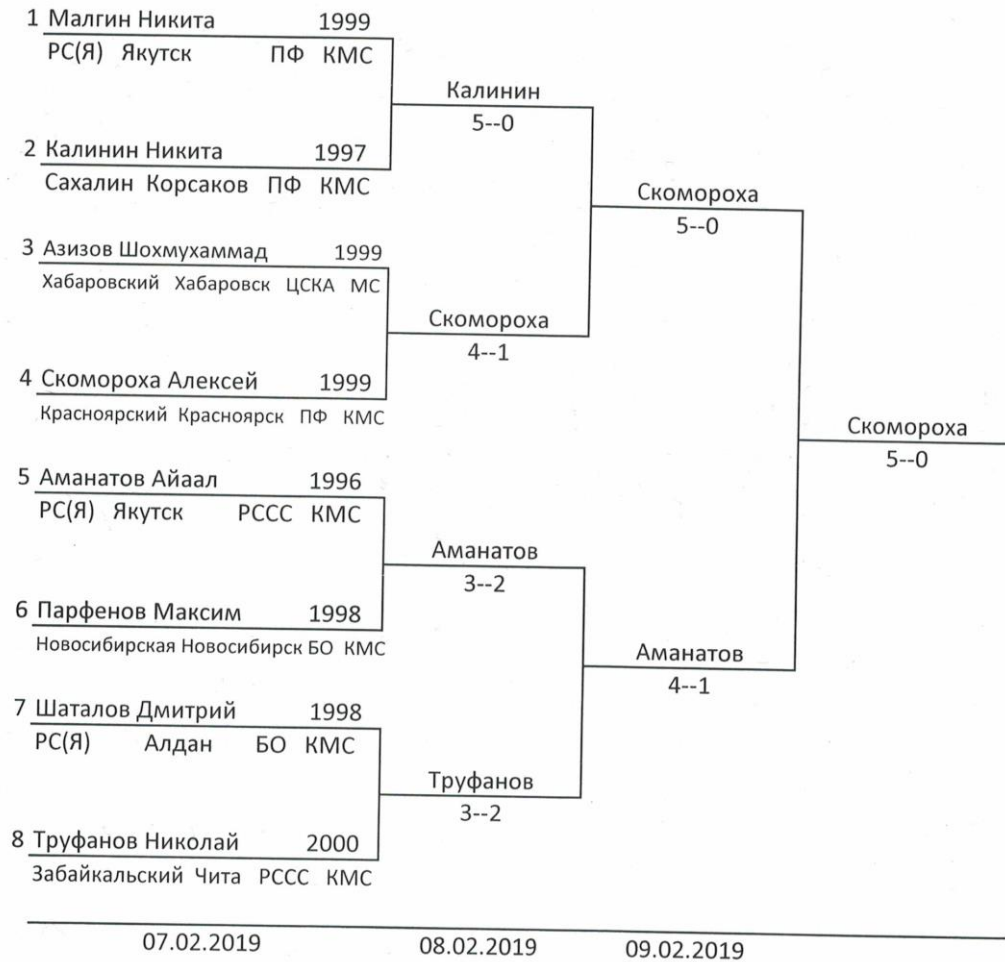 1 Малгин Никита 1999
РС(Я) Якутск ПФ КМС
Калинин
5--0
2 Калинин Никита 1997
Сахалин Корсаков ПФ КМС
Скомороха
5--0
3 Азизов Шохмухаммад 1999
Хабаровский Хабаровск ЦСКА МС
Скомороха
4--1
4 Скомороха Алексей 1999
Красноярский Красноярск ПФ КМС
Скомороха
5--0
5 Аманатов Айаал 1996
РС(Я) Якутск РССС КМС
Аманатов
3--2
6 Парфенов Максим 1998
Новосибирская Новосибирск БО КМС
Аманатов
4--1
7 Шаталов Дмитрий 1998
РС(Я) Алдан БО КМС
Труфанов
3--2
8 Труфанов Николай 2000
Забайкальский Чита РССС КМС
07.02.2019 08.02.2019 09.02.2019